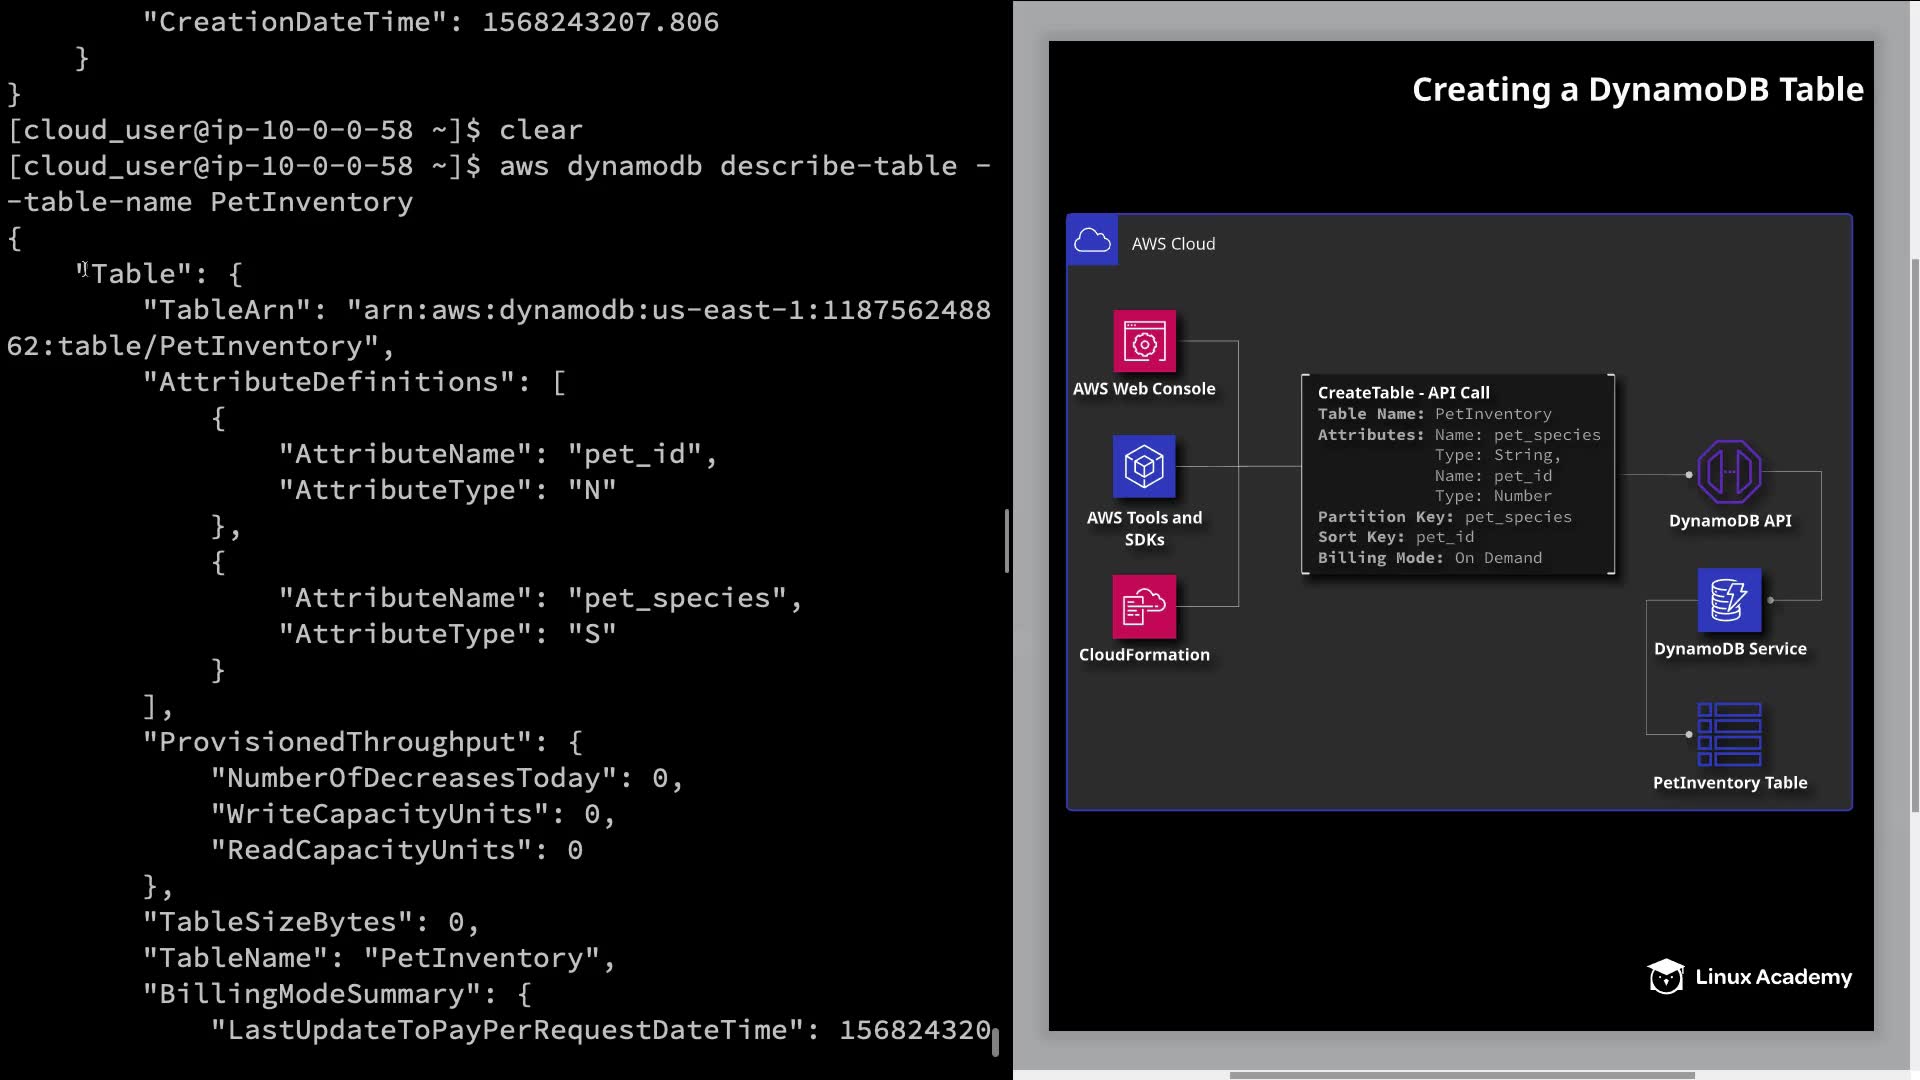 "CreationDateTime": 1568243207.806
}
}
[cloud_user@ip-10-0-0-58 ~]$ clear
[cloud_user@ip-10-0-0-58 ~]$ aws dynamodb describe-table -
-table-name PetInventory
{
"Table": {
"TableArn": "arn:aws:dynamodb:us-east-1:1187562488
62:table/PetInventory",
"AttributeDefinitions": [
{
"AttributeName": "pet_id",
"AttributeType": "N"
},
{
"AttributeName": "pet_species",
"AttributeType": "S"
}
],
"ProvisionedThroughput": {
"NumberOfDecreasesToday": 0,
"WriteCapacityUnits": 0,
"ReadCapacityUnits": 0
},
"TableSizeBytes": 0,
"TableName": "PetInventory",
"BillingModeSummary": {
"LastUpdateToPayPerRequestDateTime": 156824320
Creating a DynamoDB Table
AWS Cloud
AWS Web Console
AWS Tools and
SDKs
CloudFormation
CreateTable - API Call
Table Name: PetInventory
Attributes: Name: pet_species
Type: String,
Name: pet_id
Type: Number
Partition Key: pet_species
Sort Key: pet_id
Billing Mode: On Demand
DynamoDB API
DynamoDB Service
PetInventory Table
Linux Academy